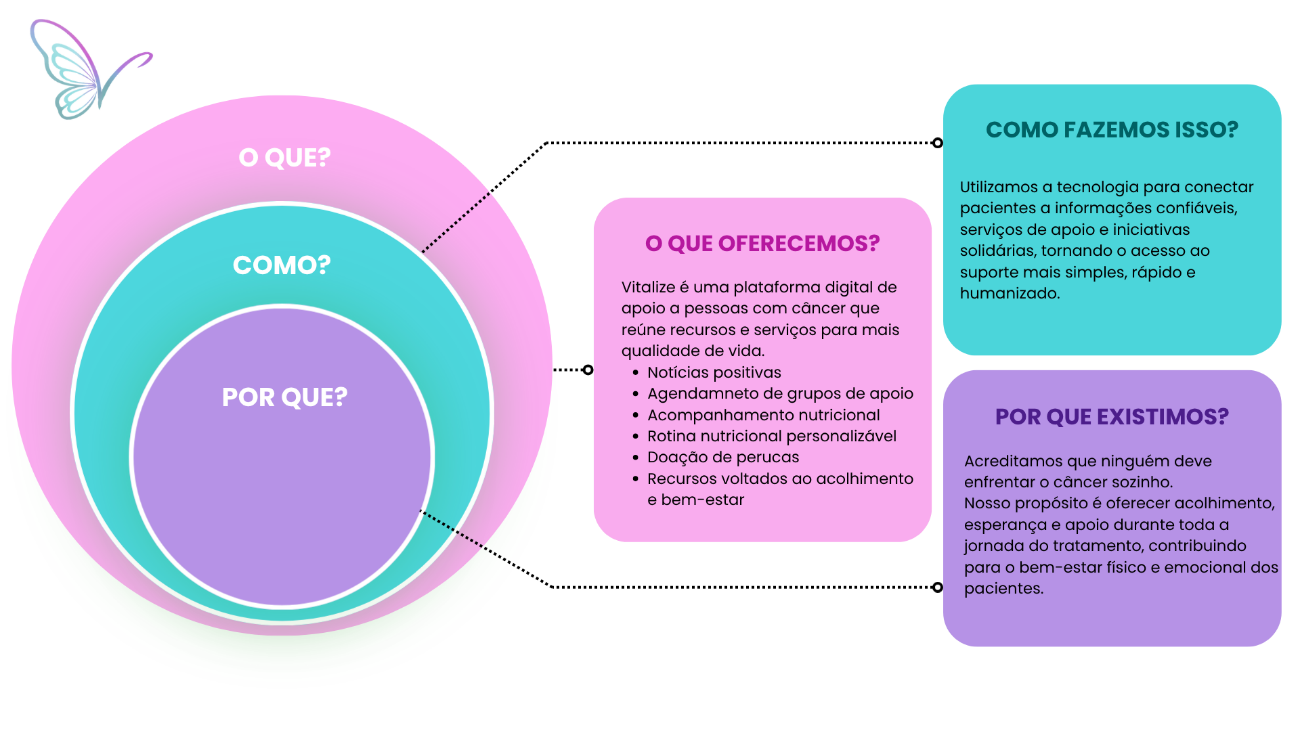 O QUE?
COMO?
POR QUE?
O QUE OFERECEMOS?
Vitalize é uma plataforma digital de
apoio a pessoas com câncer que
reúne recursos e serviços para mais
qualidade de vida.
• Notícias positivas
• Agendamneto de grupos de apoio
• Acompanhamento nutricional
• Rotina nutricional personalizável
• Doação de perucas
• Recursos voltados ao acolhimento
e bem-estar
COMO FAZEMOS ISSO?
Utilizamos a tecnologia para conectar
pacientes a informações confiáveis,
serviços de apoio e iniciativas
solidárias, tornando o acesso ao
suporte mais simples, rápido e
humanizado.
POR QUE EXISTIMOS?
Acreditamos que ninguém deve
enfrentar o câncer sozinho.
Nosso propósito é oferecer acolhimento,
esperança e apoio durante toda a
jornada do tratamento, contribuindo
para o bem-estar físico e emocional dos
pacientes.